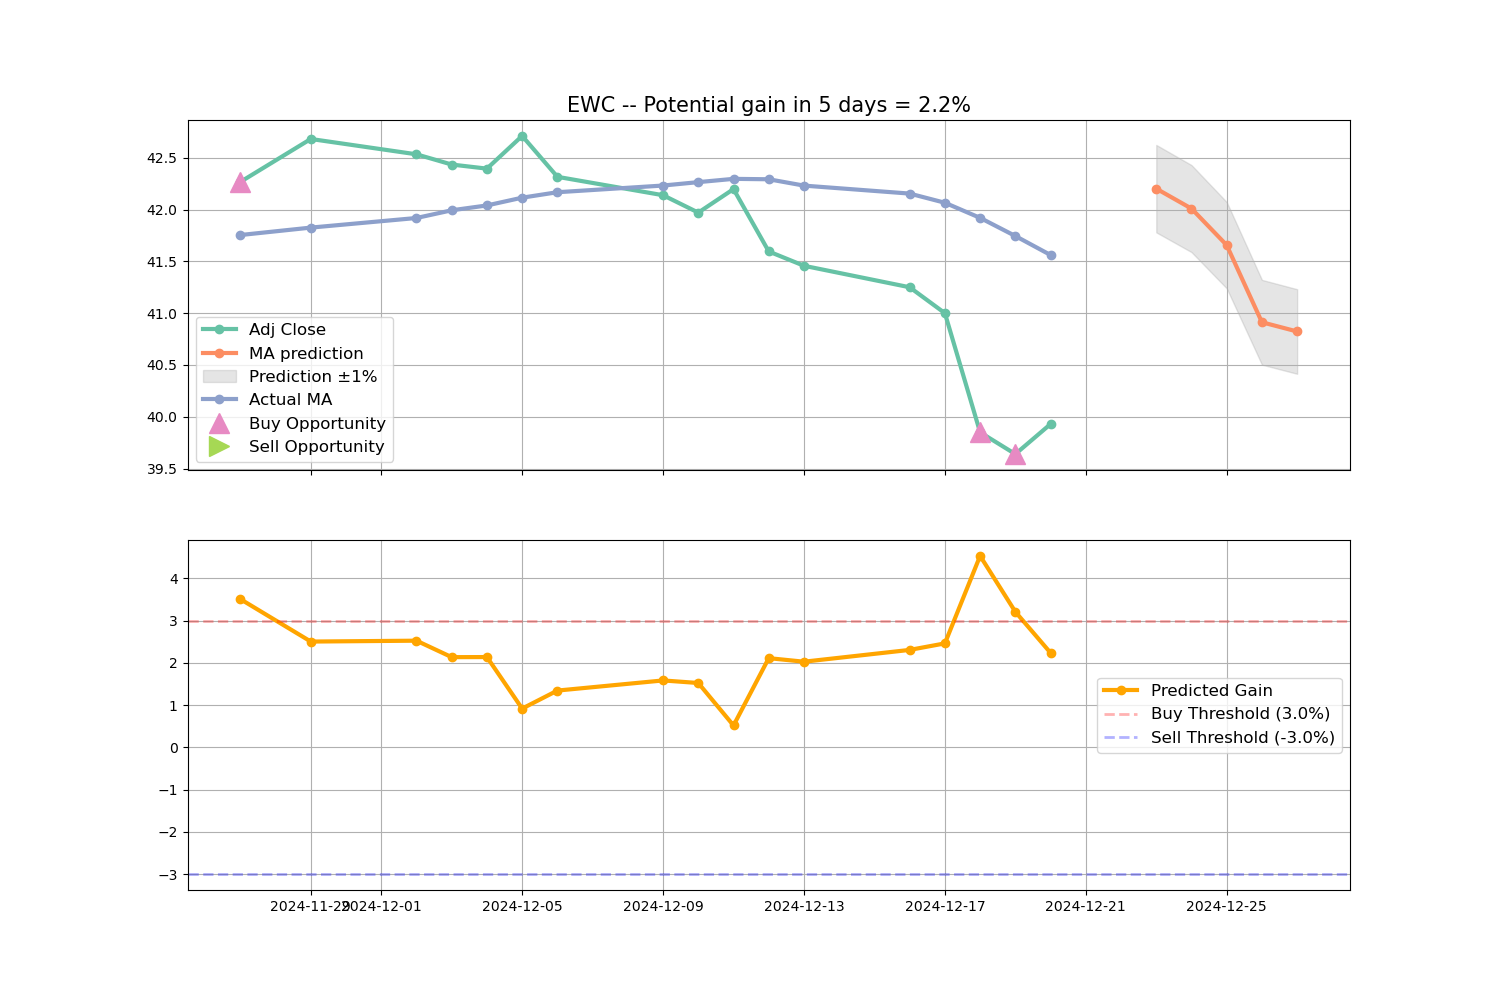 EWC -- Potential gain in 5 days = 2.2%
42.5
42.0
41.5
41.0
40.5
40.0
39.5
Adj Close
MA prediction
Prediction ±1%
Actual MA
Buy Opportunity
Sell Opportunity
4
3
2
1
0
−1
−2
−3
Predicted Gain
Buy Threshold (3.0%)
Sell Threshold (-3.0%)
2024-11-29 2024-12-01 2024-12-05 2024-12-09 2024-12-13 2024-12-17 2024-12-21 2024-12-25